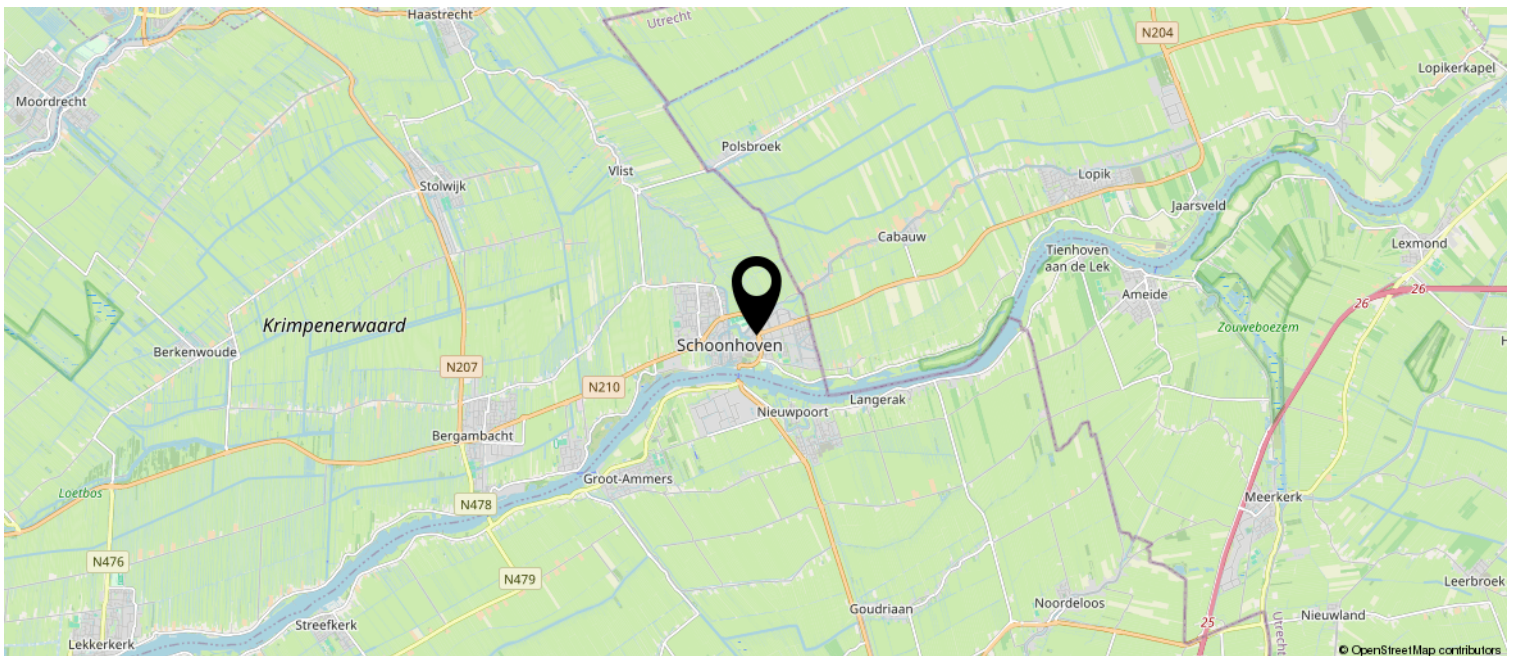 Haastrecht
Utrecht
N204
Lopikerkapel
Moordrecht
Polsbroek
Vlist
Stolwijk
Lopik
Jaarsveld
Cabauw
Lexmond
Tienhoven
aan de Lek
Ameide
26
26
Krimpenerwaard
Zouweboezem
Schoonhoven
Berkenwoude
H
N207
N210
Langerak
Nieuwpoort
Bergambacht
Groot-Ammers
Loetbos
Meerkerk
N478
N476
N479
Leerbroek
Goudriaan
Noordeloos
Nieuwland
25
Utrecht
Streefkerk
Lekkerkerk
© OpenStreetMap contributors